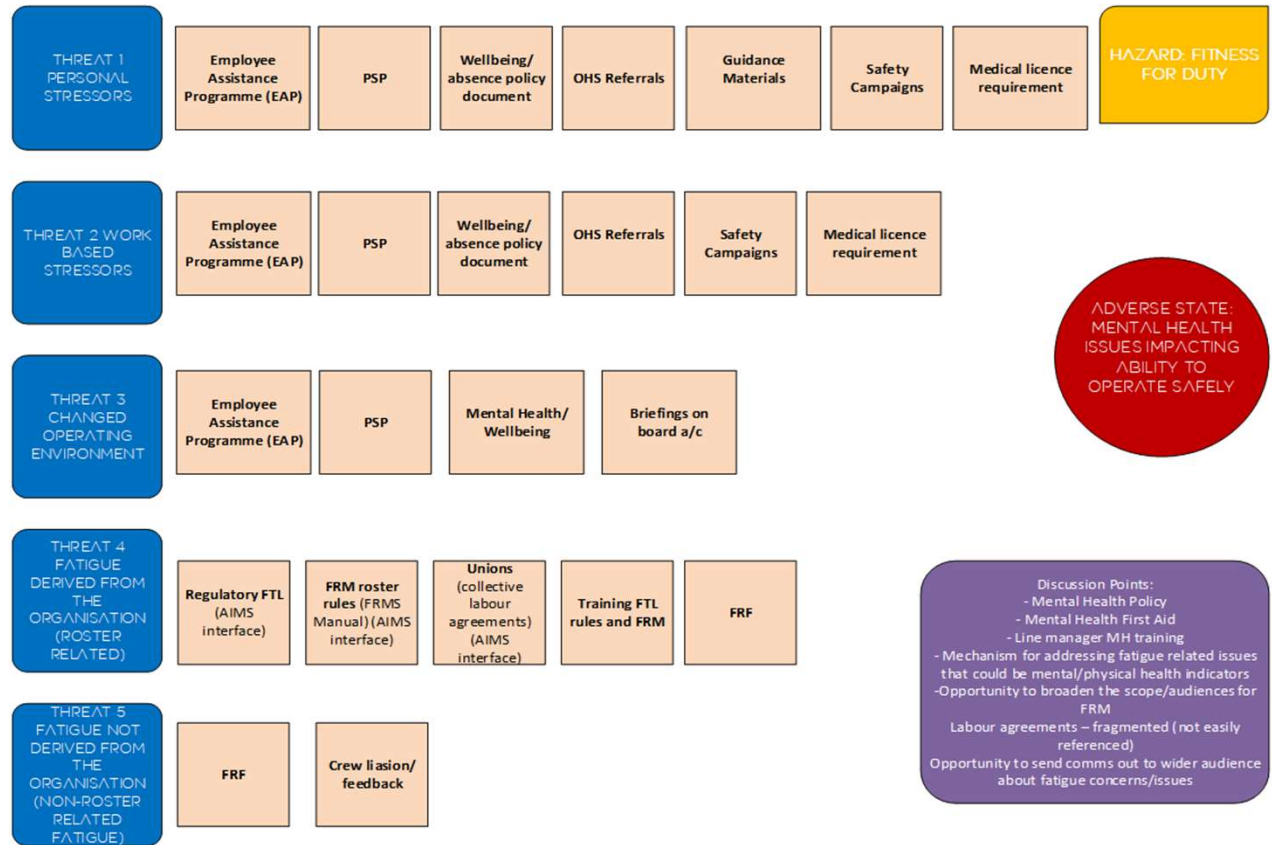 THREAT 1
PERSONAL
STRESSORS
Employee
Assistance
Programme (EAP)
PSP
Wellbeing/
absence policy
document
OHS Referrals
Guidance
Materials
Safety
Campaigns
Medical licence
requirement
HAZARD: FITNESS
FOR DUTY
THREAT 2 WORK
BASED
STRESSORS
Employee
Assistance
Programme (EAP)
PSP
Wellbeing/
absence policy
document
OHS Referrals
Safety
Campaigns
Medical licence
requirement
ADVERSE STATE:
MENTAL HEALTH
ISSUES IMPACTING
ABILITY TO
OPERATE SAFELY
THREAT 3
CHANGED
OPERATING
ENVIRONMENT
Employee
Assistance
Programme (EAP)
PSP
Mental Health/
Wellbeing
Briefings on
board a/c
THREAT 4
FATIGUE
DERIVED FROM
THE
ORGANISATION
(ROSTER
RELATED)
Regulatory FTL
(AIMS
interface)
FRM roster
rules (FRMS
Manual) (AIMS
interface)
Unions
(collective
labour
agreements)
(AIMS
interface)
Training FTL
rules and FRM
FRF
THREAT 5
FATIGUE NOT
DERIVED FROM
THE
ORGANISATION
(NON-ROSTER
RELATED
FATIGUE)
FRF
Crew liasion/
feedback
Discussion Points:
- Mental Health Policy
- Mental Health First Aid
- Line manager MH training
- Mechanism for addressing fatigue related issues
that could be mental/physical health indicators
-Opportunity to broaden the scope/audiences for
FRM
Labour agreements – fragmented (not easily
referenced)
Opportunity to send comms out to wider audience
about fatigue concerns/issues